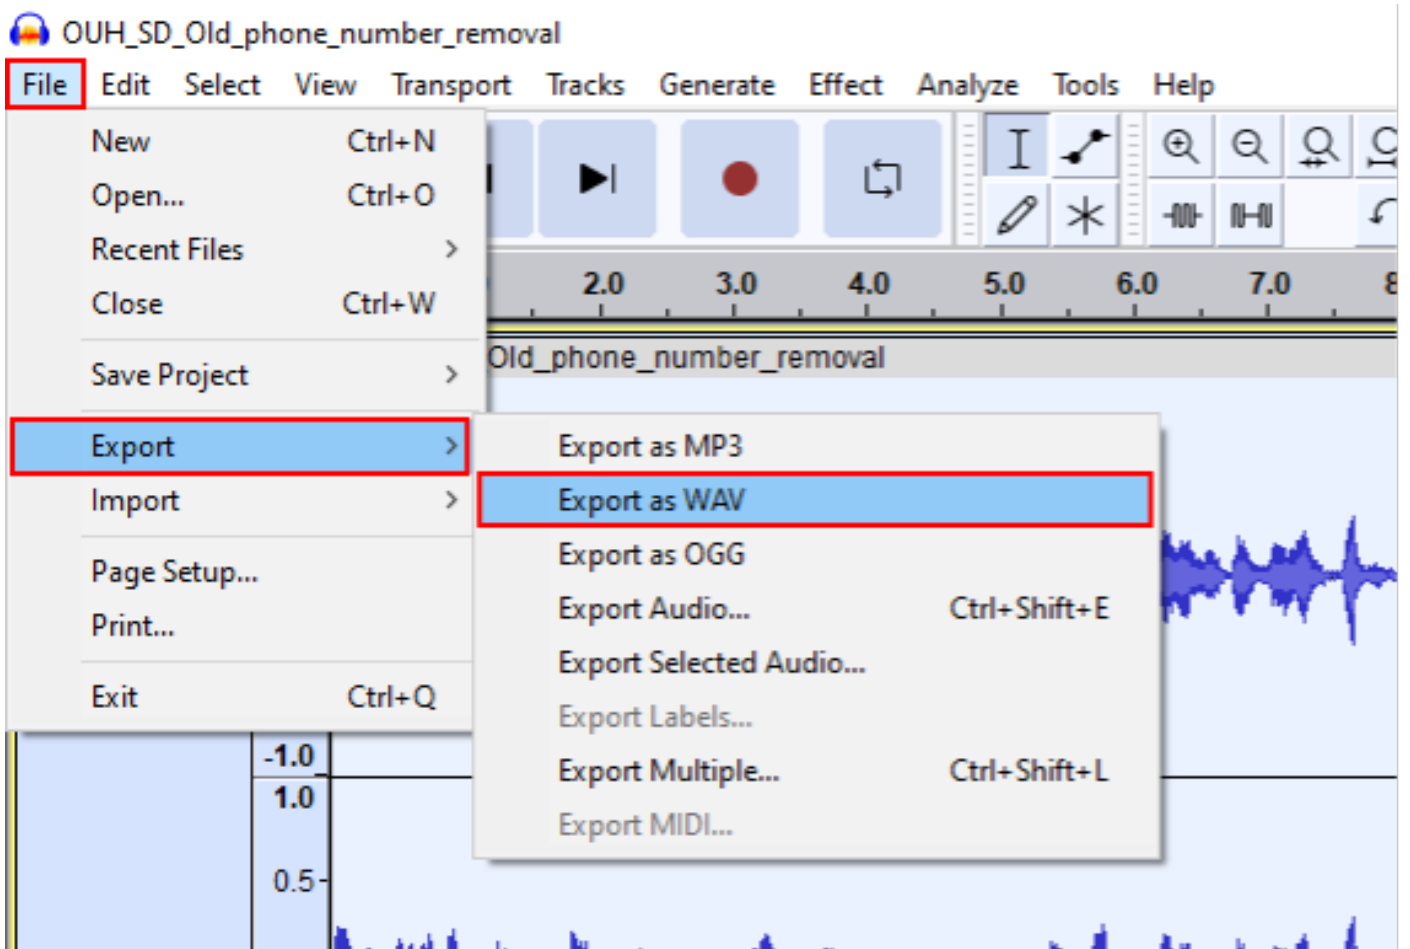 OUH_SD_Old_phone_number_removal
File Edit Select View Transport Tracks Generate Effect Analyze Tools Help
New Ctrl+N
Open... Ctrl+O
Recent Files
Close Ctrl+W
Save Project
Export
Import
Page Setup...
Print...
Exit Ctrl+Q
2.0 3.0 4.0 5.0 6.0 7.0 8
Old_phone_number_removal
Export as MP3
Export as WAV
Export as OGG
Export Audio... Ctrl+Shift+E
Export Selected Audio...
Export Labels...
Export Multiple... Ctrl+Shift+L
Export MIDI...
-1.0
1.0
0.5